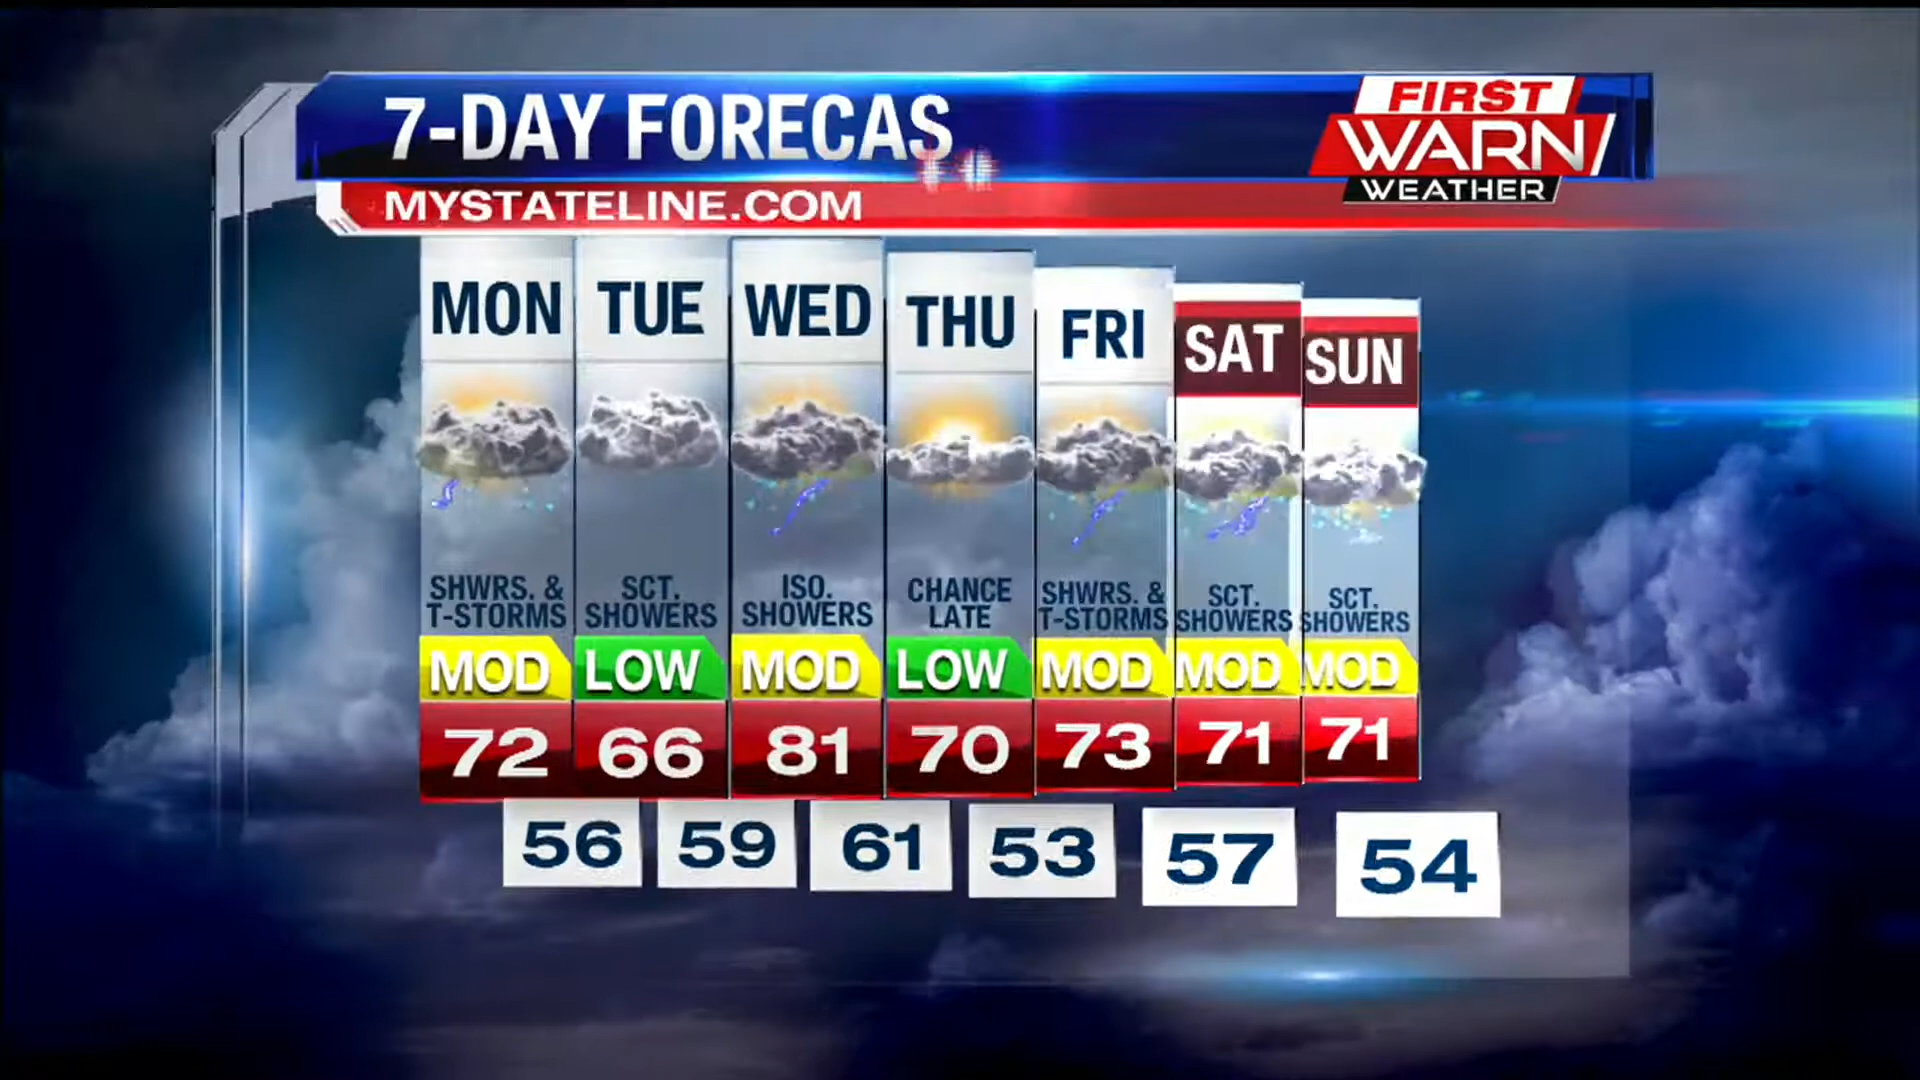 7-DAY FORECAS
MYSTATELINE.COM
FIRST
WARN
WEATHER
MON TUE WED THU FRI SAT SUN
SHWRS. &
T-STORMS
SCT.
SHOWERS
ISO.
SHOWERS
CHANCE
LATE
SHWRS. &
T-STORMS
SCT.
SHOWERS
SCT.
SHOWERS
MOD LOW MOD LOW MOD MOD MOD
72 66 81 70 73 71 71
56 59 61 53 57 54